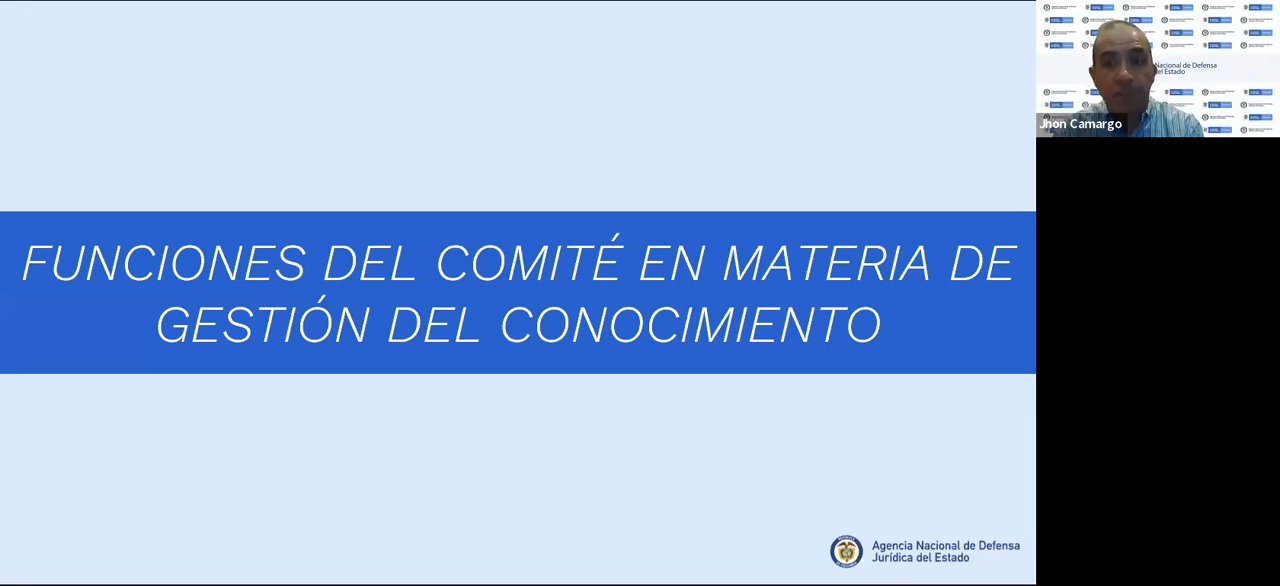 FUNCIONES DEL COMITÉ EN MATERIA DE
GESTIÓN DEL CONOCIMIENTO
Agencia Nacional de Defensa
Jurídica del Estado
Nacional de Defensa
del Estado
Jhon Camargo